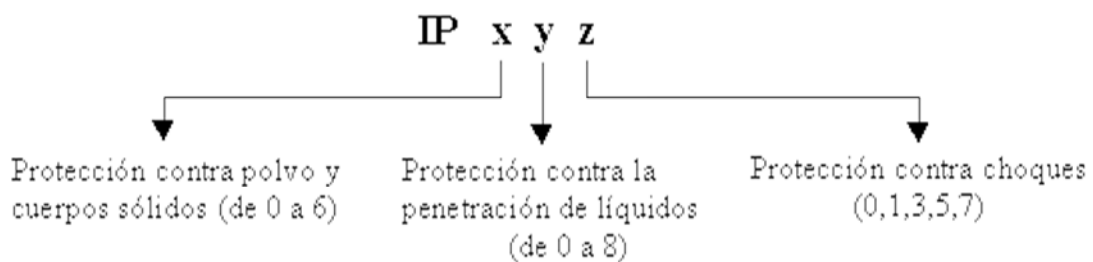 IP x y z
Protección contra polvo y
cuerpos sólidos (de 0 a 6)
Protección contra la
penetración de líquidos
(de 0 a 8)
Protección contra choques
(0,1,3,5,7)